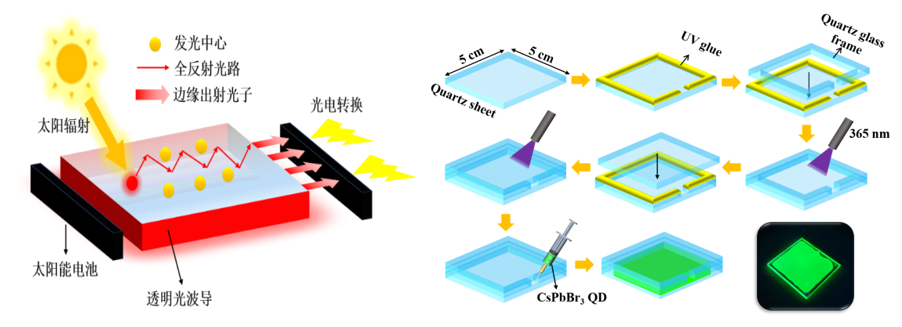 发光中心
全反射光路
边缘出射光子
太阳辐射
光电转换
太阳能电池
透明光波导
5 cm
5 cm
Quartz sheet
UV glue
Quartz glass
frame
365 nm
CsPbBr₃ QD